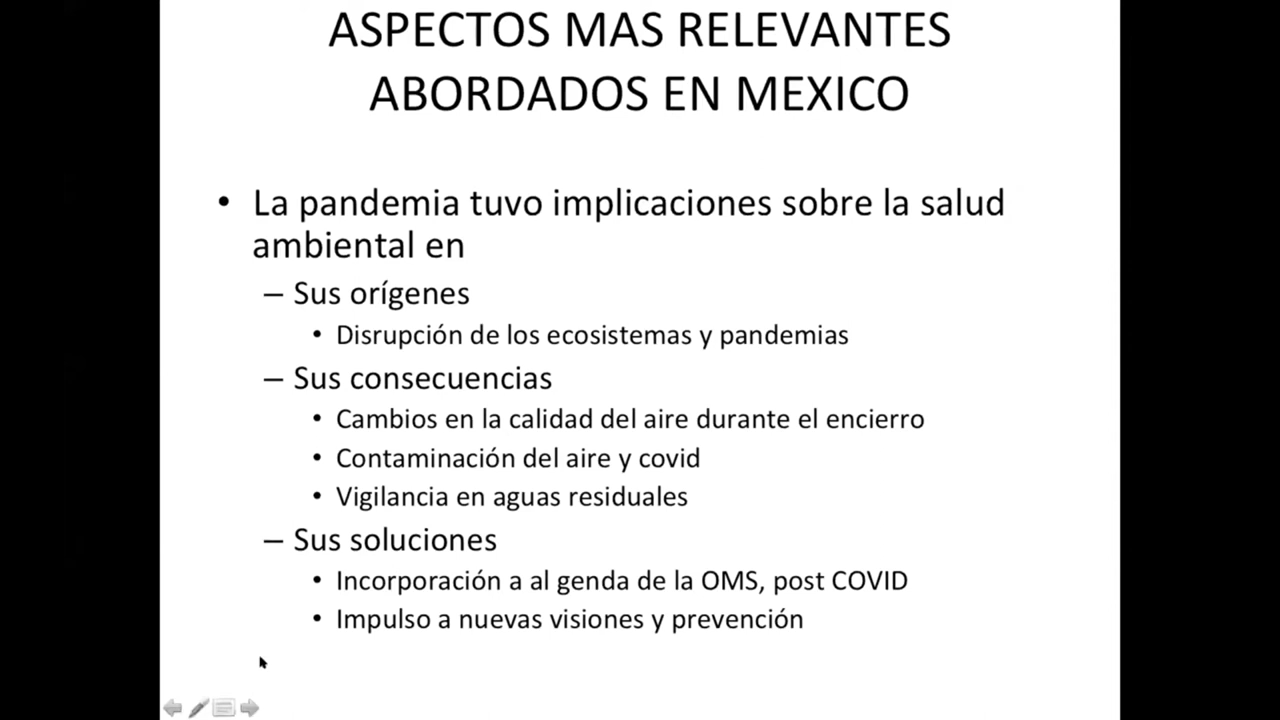 ASPECTOS MAS RELEVANTES
ABORDADOS EN MEXICO
• La pandemia tuvo implicaciones sobre la salud
ambiental en
– Sus orígenes
• Disrupción de los ecosistemas y pandemias
– Sus consecuencias
• Cambios en la calidad del aire durante el encierro
• Contaminación del aire y covid
• Vigilancia en aguas residuales
– Sus soluciones
• Incorporación a al genda de la OMS, post COVID
• Impulso a nuevas visiones y prevención